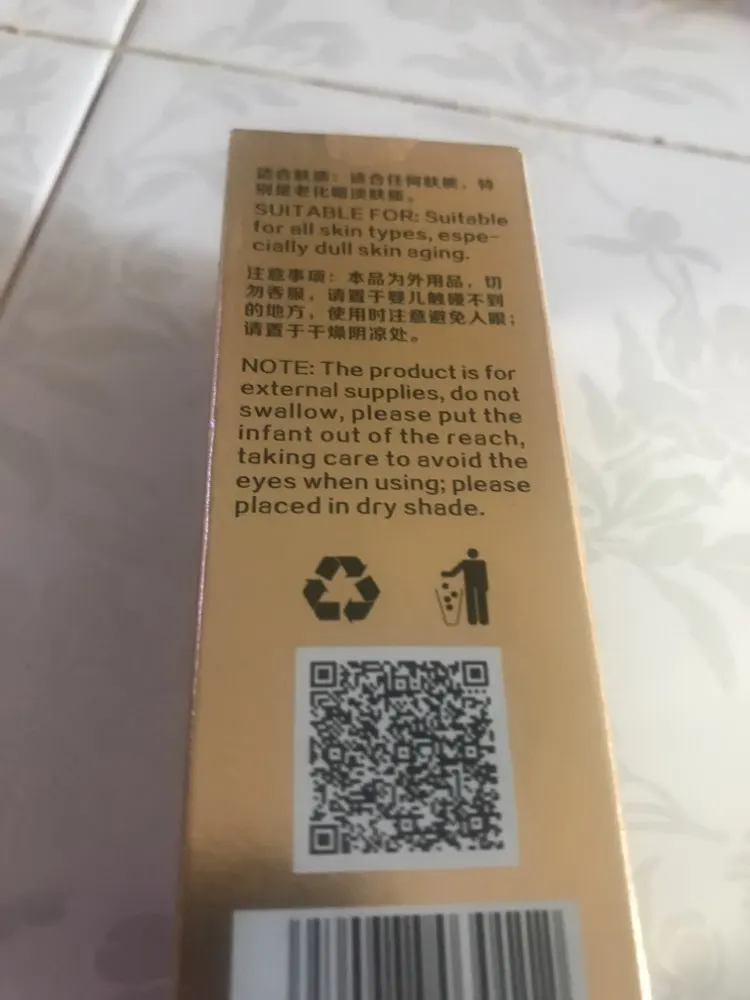 适合肤质：适合任何肤质，特
别是老化暗淡肤质。
SUITABLE FOR: Suitable
for all skin types, espe-
cially dull skin aging.
注意事项：本品为外用品，切
勿吞服，请置于婴儿触碰不到
的地方，使用时注意避免入眼；
请置于干燥阴凉处。
NOTE: The product is for
external supplies, do not
swallow, please put the
infant out of the reach,
taking care to avoid the
eyes when using; please
placed in dry shade.